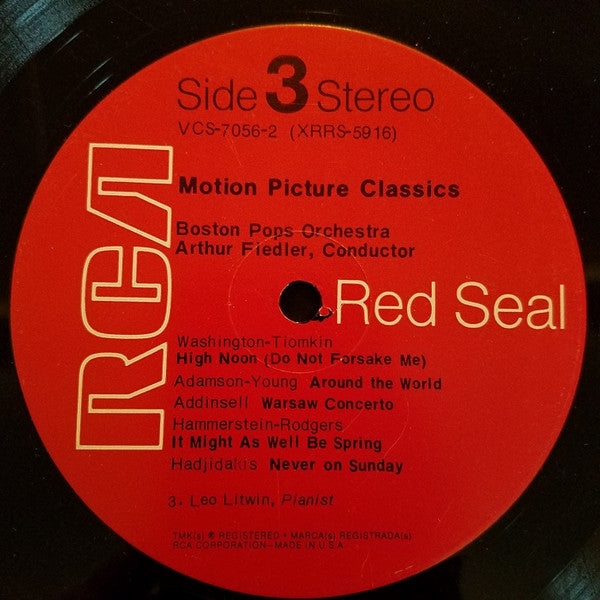 Side 3 Stereo
VCS-7056-2 (XRRS-5916)
RCA
Motion Picture Classics
Boston Pops Orchestra
Arthur Fiedler, Conductor
Red Seal
Washington-Tiomkin
High Noon (Do Not Forsake Me)
Adamson-Young Around the World
Addinsell Warsaw Concerto
Hammerstein-Rodgers
It Might As Well Be Spring
Hadjidakis Never on Sunday
3. Leo Litwin, Pianist
TMK(s) ® REGISTERED • MARCA(s) REGISTRADA(s)
RCA CORPORATION—MADE IN U.S.A.